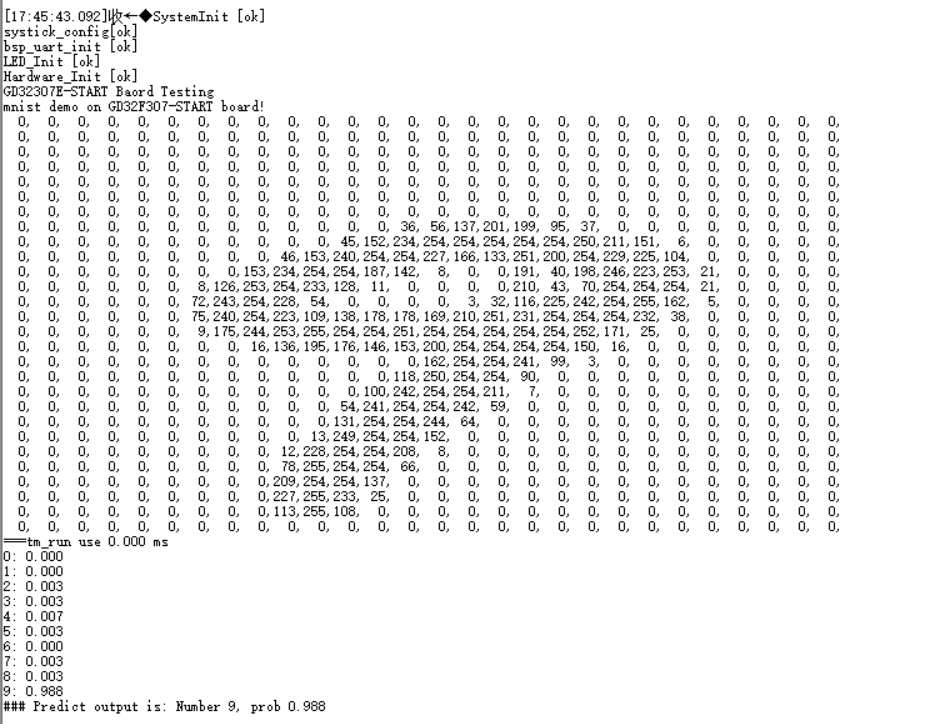 [17:45:43.092]收←◆SystemInit [ok]
systick_config[ok]
bsp_uart_init [ok]
LED_Init [ok]
Hardware_Init [ok]
GD32307E-START Baord Testing
mnist demo on GD32F307-START board!
0, 0, 0, 0, 0, 0, 0, 0, 0, 0, 0, 0, 0, 0, 0, 0, 0, 0, 0, 0, 0, 0, 0, 0, 0, 0, 0, 0,
0, 0, 0, 0, 0, 0, 0, 0, 0, 0, 0, 0, 0, 0, 0, 0, 0, 0, 0, 0, 0, 0, 0, 0, 0, 0, 0, 0,
0, 0, 0, 0, 0, 0, 0, 0, 0, 0, 0, 0, 0, 0, 0, 0, 0, 0, 0, 0, 0, 0, 0, 0, 0, 0, 0, 0,
0, 0, 0, 0, 0, 0, 0, 0, 0, 0, 0, 0, 0, 0, 0, 0, 0, 0, 0, 0, 0, 0, 0, 0, 0, 0, 0, 0,
0, 0, 0, 0, 0, 0, 0, 0, 0, 0, 0, 0, 0, 0, 0, 0, 0, 0, 0, 0, 0, 0, 0, 0, 0, 0, 0, 0,
0, 0, 0, 0, 0, 0, 0, 0, 0, 0, 0, 0, 0, 0, 0, 0, 0, 0, 0, 0, 0, 0, 0, 0, 0, 0, 0, 0,
0, 0, 0, 0, 0, 0, 0, 0, 0, 0, 0, 0, 0, 0, 0, 0, 0, 0, 0, 0, 0, 0, 0, 0, 0, 0, 0, 0,
0, 0, 0, 0, 0, 0, 0, 0, 0, 0, 0, 0, 0, 36, 56,137,201,199, 95, 37, 0, 0, 0, 0, 0, 0, 0, 0,
0, 0, 0, 0, 0, 0, 0, 0, 0, 0, 0, 45,152,234,254,254,254,254,254,250,211,151, 6, 0, 0, 0, 0, 0,
0, 0, 0, 0, 0, 0, 0, 0, 0, 46,153,240,254,254,227,166,133,251,200,254,229,225,104, 0, 0, 0, 0, 0,
0, 0, 0, 0, 0, 0, 0, 0,153,234,254,254,187,142, 8, 0, 0,191, 40,198,246,223,253, 21, 0, 0, 0, 0,
0, 0, 0, 0, 0, 0, 8,126,253,254,233,128, 11, 0, 0, 0, 0,210, 43, 70,254,254,254, 21, 0, 0, 0, 0,
0, 0, 0, 0, 0, 0, 72,243,254,228, 54, 0, 0, 0, 0, 3, 32,116,225,242,254,255,162, 5, 0, 0, 0, 0,
0, 0, 0, 0, 0, 0, 75,240,254,223,109,138,178,178,169,210,251,231,254,254,254,232, 38, 0, 0, 0, 0, 0,
0, 0, 0, 0, 0, 0, 9,175,244,253,255,254,254,251,254,254,254,254,254,252,171, 25, 0, 0, 0, 0, 0, 0,
0, 0, 0, 0, 0, 0, 0, 0, 16,136,195,176,146,153,200,254,254,254,254,150, 16, 0, 0, 0, 0, 0, 0, 0,
0, 0, 0, 0, 0, 0, 0, 0, 0, 0, 0, 0, 0, 0,162,254,254,241, 99, 3, 0, 0, 0, 0, 0, 0, 0, 0,
0, 0, 0, 0, 0, 0, 0, 0, 0, 0, 0, 0, 0,118,250,254,254, 90, 0, 0, 0, 0, 0, 0, 0, 0, 0, 0,
0, 0, 0, 0, 0, 0, 0, 0, 0, 0, 0, 0,100,242,254,254,211, 7, 0, 0, 0, 0, 0, 0, 0, 0, 0, 0,
0, 0, 0, 0, 0, 0, 0, 0, 0, 0, 0, 54,241,254,254,242, 59, 0, 0, 0, 0, 0, 0, 0, 0, 0, 0, 0,
0, 0, 0, 0, 0, 0, 0, 0, 0, 0, 0,131,254,254,244, 64, 0, 0, 0, 0, 0, 0, 0, 0, 0, 0, 0, 0,
0, 0, 0, 0, 0, 0, 0, 0, 0, 0, 13,249,254,254,152, 0, 0, 0, 0, 0, 0, 0, 0, 0, 0, 0, 0, 0,
0, 0, 0, 0, 0, 0, 0, 0, 0, 12,228,254,254,208, 8, 0, 0, 0, 0, 0, 0, 0, 0, 0, 0, 0, 0, 0,
0, 0, 0, 0, 0, 0, 0, 0, 0, 78,255,254,254, 66, 0, 0, 0, 0, 0, 0, 0, 0, 0, 0, 0, 0, 0, 0,
0, 0, 0, 0, 0, 0, 0, 0, 0,209,254,254,137, 0, 0, 0, 0, 0, 0, 0, 0, 0, 0, 0, 0, 0, 0, 0,
0, 0, 0, 0, 0, 0, 0, 0, 0,227,255,233, 25, 0, 0, 0, 0, 0, 0, 0, 0, 0, 0, 0, 0, 0, 0, 0,
0, 0, 0, 0, 0, 0, 0, 0, 0,113,255,108, 0, 0, 0, 0, 0, 0, 0, 0, 0, 0, 0, 0, 0, 0, 0, 0,
0, 0, 0, 0, 0, 0, 0, 0, 0, 0, 0, 0, 0, 0, 0, 0, 0, 0, 0, 0, 0, 0, 0, 0, 0, 0, 0, 0,
===tm_run use 0.000 ms
0: 0.000
1: 0.000
2: 0.003
3: 0.003
4: 0.007
5: 0.003
6: 0.000
7: 0.003
8: 0.003
9: 0.988
### Predict output is: Number 9, prob 0.988